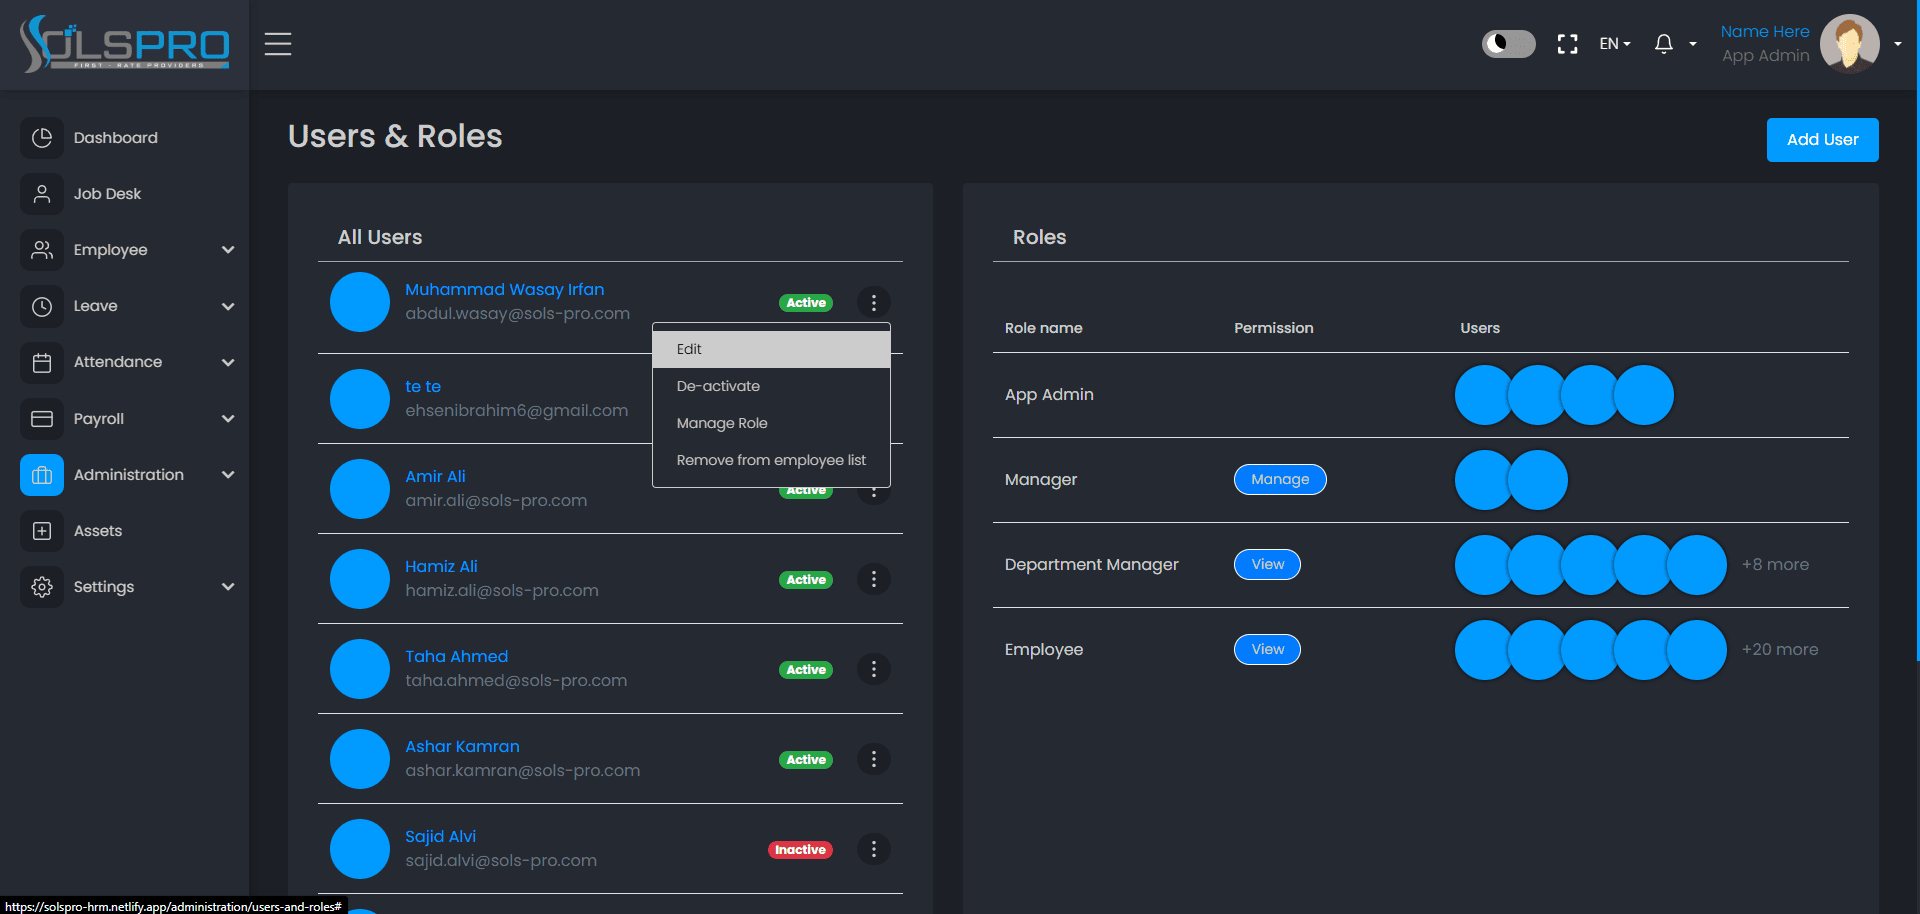 SOLSPRO
FIRST - RATE PROVIDERS
EN
Name Here
App Admin
Dashboard
Job Desk
Employee
Leave
Attendance
Payroll
Administration
Assets
Settings
Users & Roles
Add User
All Users
Muhammad Wasay Irfan
abdul.wasay@sols-pro.com
Active
Edit
De-activate
Manage Role
Remove from employee list
te te
ehsenibrahim6@gmail.com
Amir Ali
amir.ali@sols-pro.com
Active
Hamiz Ali
hamiz.ali@sols-pro.com
Active
Taha Ahmed
taha.ahmed@sols-pro.com
Active
Ashar Kamran
ashar.kamran@sols-pro.com
Active
Sajid Alvi
sajid.alvi@sols-pro.com
Inactive
Roles
Role name Permission Users
App Admin
Manager Manage
Department Manager View +8 more
Employee View +20 more
https://solspro-hrm.netlify.app/administration/users-and-roles#